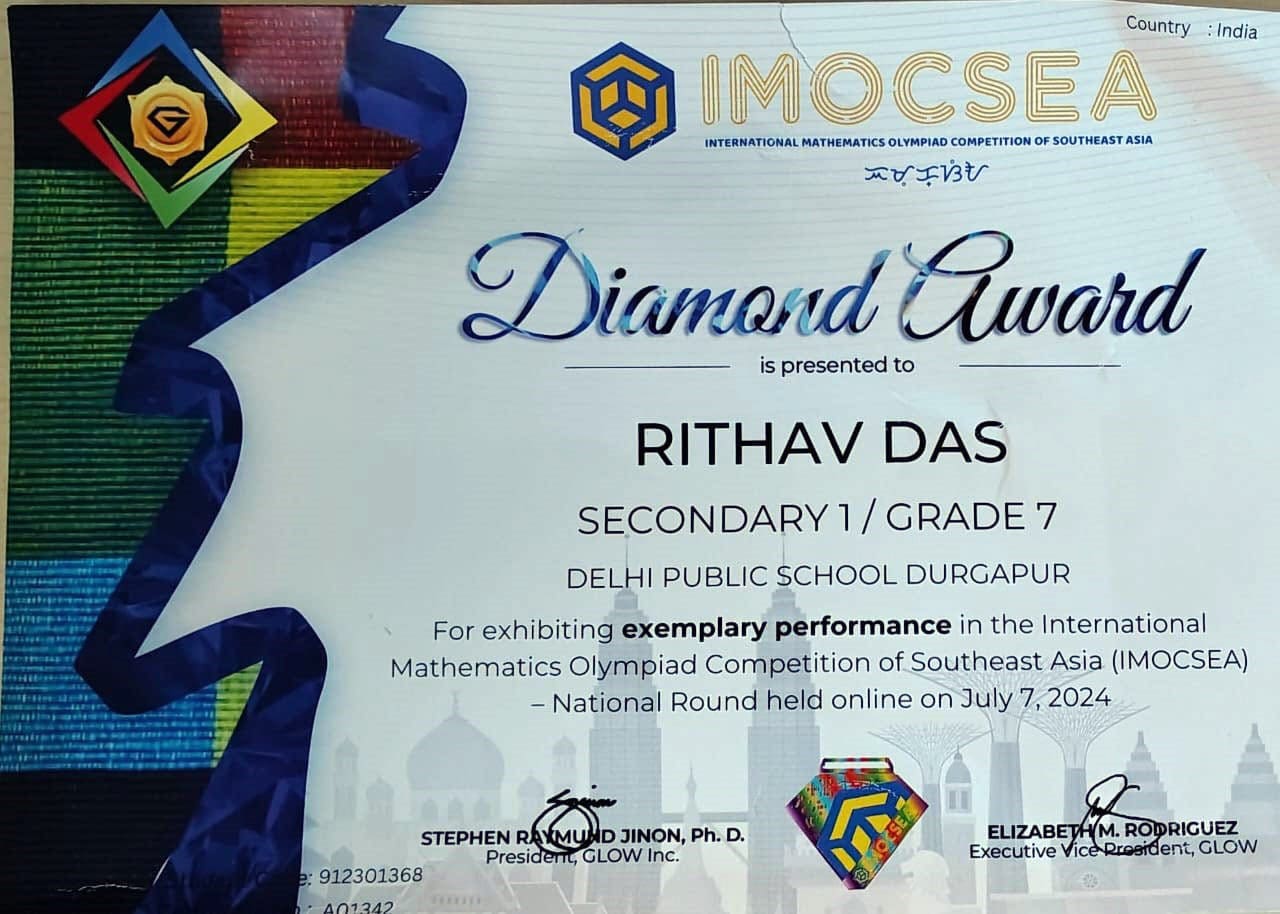 Country : India
IMOCSEA
INTERNATIONAL MATHEMATICS OLYMPIAD COMPETITION OF SOUTHEAST ASIA
Diamond Award
is presented to
RITHAV DAS
SECONDARY 1 / GRADE 7
DELHI PUBLIC SCHOOL DURGAPUR
For exhibiting exemplary performance in the International
Mathematics Olympiad Competition of Southeast Asia (IMOCSEA)
– National Round held online on July 7, 2024
STEPHEN RAYMUND JINON, Ph. D.
President, GLOW Inc.
IMOCSEA
ELIZABETH M. RODRIGUEZ
Executive Vice President, GLOW
: 912301368
: A01342